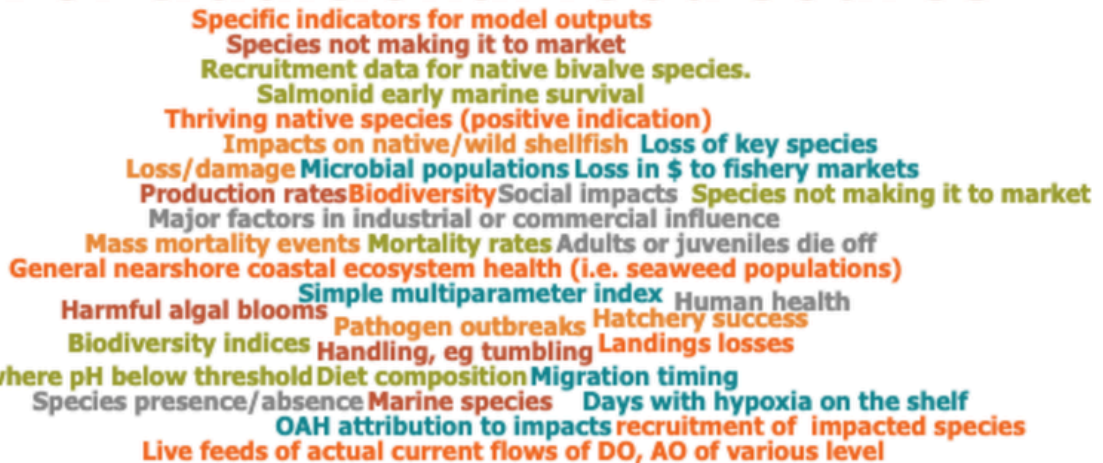 Specific indicators for model outputs
Species not making it to market
Recruitment data for native bivalve species.
Salmonid early marine survival
Thriving native species (positive indication)
Impacts on native/wild shellfish Loss of key species
Loss/damage Microbial populations Loss in $ to fishery markets
Production rates Biodiversity Social impacts Species not making it to market
Major factors in industrial or commercial influence
Mass mortality events Mortality rates Adults or juveniles die off
General nearshore coastal ecosystem health (i.e. seaweed populations)
Simple multiparameter index Human health
Harmful algal blooms Pathogen outbreaks Hatchery success
Biodiversity indices Handling, eg tumbling Landings losses
where pH below threshold Diet composition Migration timing
Species presence/absence Marine species Days with hypoxia on the shelf
OAH attribution to impacts recruitment of impacted species
Live feeds of actual current flows of DO, AO of various level